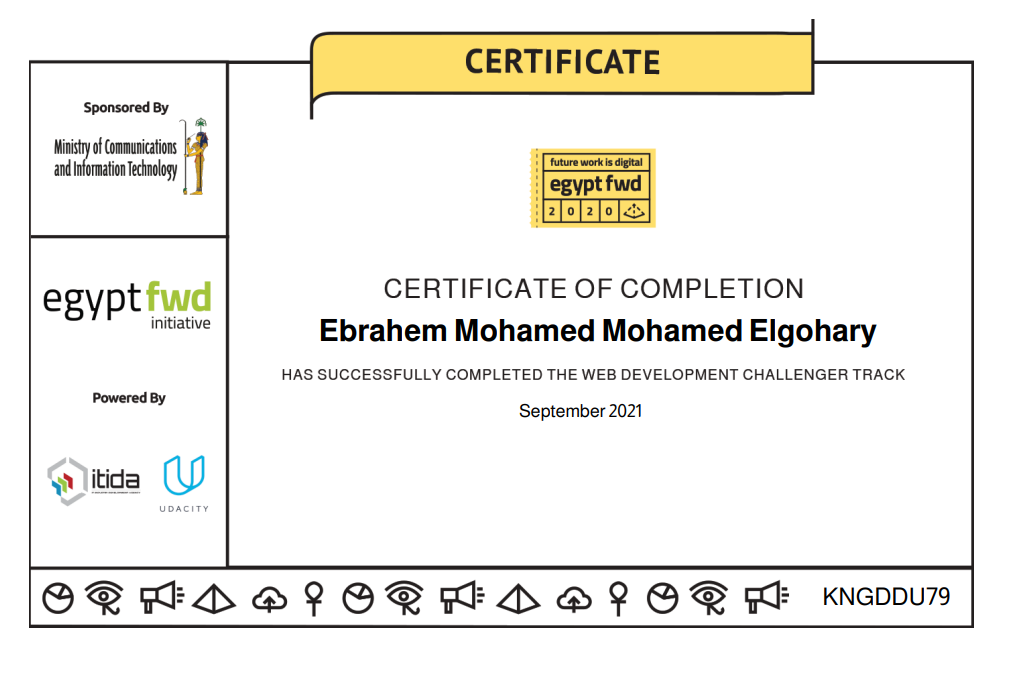 CERTIFICATE
Sponsored By
Ministry of Communications
and Information Technology
egypt fwd
initiative
Powered By
itida
UDACITY
future work is digital
egypt fwd
2 0 2 0
CERTIFICATE OF COMPLETION
Ebrahem Mohamed Mohamed Elgohary
HAS SUCCESSFULLY COMPLETED THE WEB DEVELOPMENT CHALLENGER TRACK
September 2021
KNGDDU79